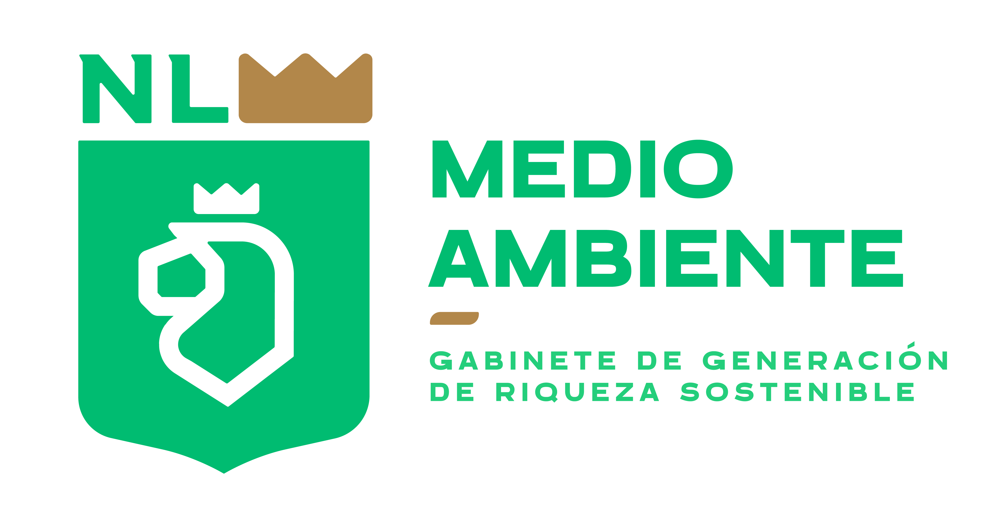 NL
MEDIO
AMBIENTE
GABINETE DE GENERACIÓN
DE RIQUEZA SOSTENIBLE